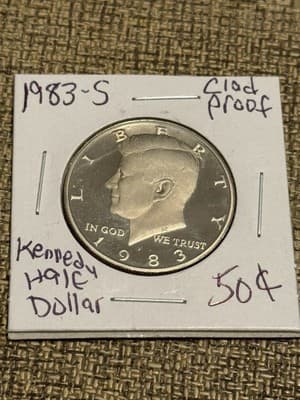 1983-S
Clad
Proof
LIBERTY
IN GOD WE TRUST
1983
Kennedy
Half
Dollar
50¢